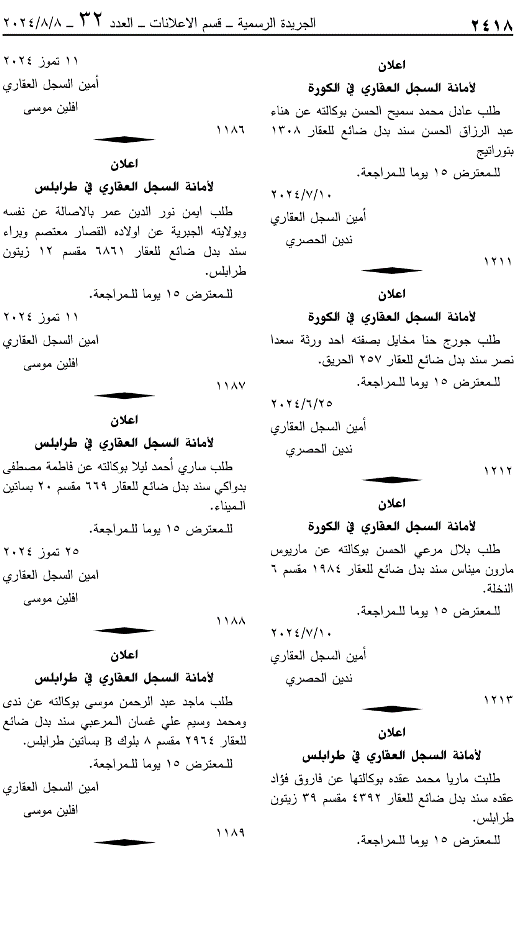 ٢٤١٨
الجريدة الرسمية – قسم الاعلانات – العدد ٣٢ – ٢٠٢٤/٨/٨
اعلان
لأمانة السجل العقاري في الكورة
طلب عادل محمد سميح الحسن بوكالته عن هناء
عبد الرزاق الحسن سند بدل ضائع للعقار ١٣٠٨
بتوراتيج
للمعترض ١٥ يوما للمراجعة.
٢٠٢٤/٧/١٠
أمين السجل العقاري
ندين الحصري
١٢١١
اعلان
لأمانة السجل العقاري في الكورة
طلب جورج حنا مخايل بصفته احد ورثة سعدا
نصر سند بدل ضائع للعقار ٢٥٧ الحريق.
للمعترض ١٥ يوما للمراجعة.
٢٠٢٤/٦/٢٥
أمين السجل العقاري
ندين الحصري
١٢١٢
اعلان
لأمانة السجل العقاري في الكورة
طلب بلال مرعي الحسن بوكالته عن ماريوس
مارون ميناس سند بدل ضائع للعقار ١٩٨٤ مقسم ٦
النخلة.
للمعترض ١٥ يوما للمراجعة.
٢٠٢٤/٧/١٠
أمين السجل العقاري
ندين الحصري
١٢١٣
اعلان
لأمانة السجل العقاري في طرابلس
طلبت ماريا محمد عقده بوكالتها عن فاروق فؤاد
عقده سند بدل ضائع للعقار ٤٣٩٢ مقسم ٣٩ زيتون
طرابلس.
للمعترض ١٥ يوما للمراجعة.
١١ تموز ٢٠٢٤
أمين السجل العقاري
افلين موسى
١١٨٦
اعلان
لأمانة السجل العقاري في طرابلس
طلب ايمن نور الدين عمر بالاصالة عن نفسه
وبولايته الجبرية عن اولاده القصار معتصم وبراء
سند بدل ضائع للعقار ٦٨٦١ مقسم ١٢ زيتون
طرابلس.
للمعترض ١٥ يوما للمراجعة.
١١ تموز ٢٠٢٤
امين السجل العقاري
افلين موسى
١١٨٧
اعلان
لأمانة السجل العقاري في طرابلس
طلب ساري أحمد ليلا بوكالته عن فاطمة مصطفى
بدواكي سند بدل ضائع للعقار ٦٦٩ مقسم ٢٠ بساتين
الميناء.
للمعترض ١٥ يوما للمراجعة.
٢٥ تموز ٢٠٢٤
امين السجل العقاري
افلين موسى
١١٨٨
اعلان
لأمانة السجل العقاري في طرابلس
طلب ماجد عبد الرحمن موسى بوكالته عن ندى
ومحمد وسيم علي غسان المرعبي سند بدل ضائع
للعقار ٢٩٦٤ مقسم ٨ بلوك B بساتين طرابلس.
للمعترض ١٥ يوما للمراجعة.
امين السجل العقاري
افلين موسى
١١٨٩